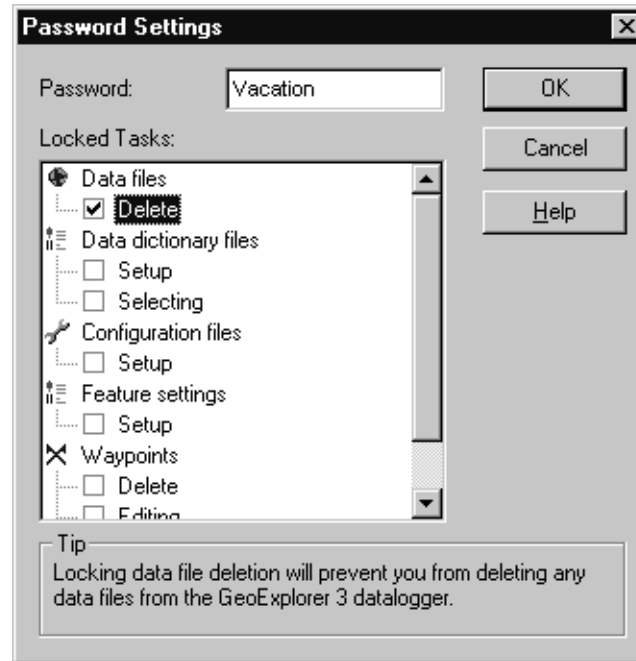 Password Settings
Password: Vacation OK
Locked Tasks: Cancel
Data files
Delete Help
Data dictionary files
Setup
Selecting
Configuration files
Setup
Feature settings
Setup
Waypoints
Delete
Editing
Tip
Locking data file deletion will prevent you from deleting any
data files from the GeoExplorer 3 datalogger.